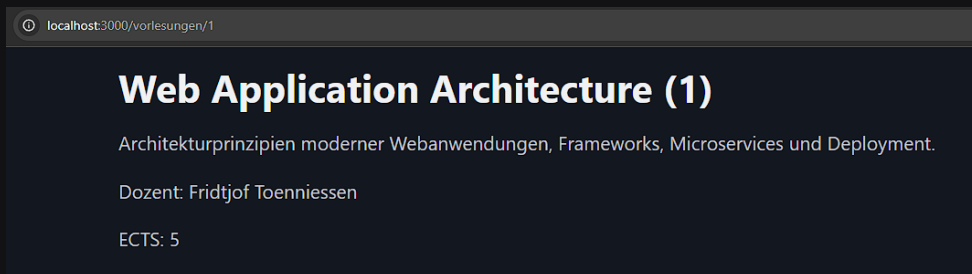 localhost:3000/vorlesungen/1
Web Application Architecture (1)
Architekturprinzipien moderner Webanwendungen, Frameworks, Microservices und Deployment.
Dozent: Fridtjof Toenniessen
ECTS: 5